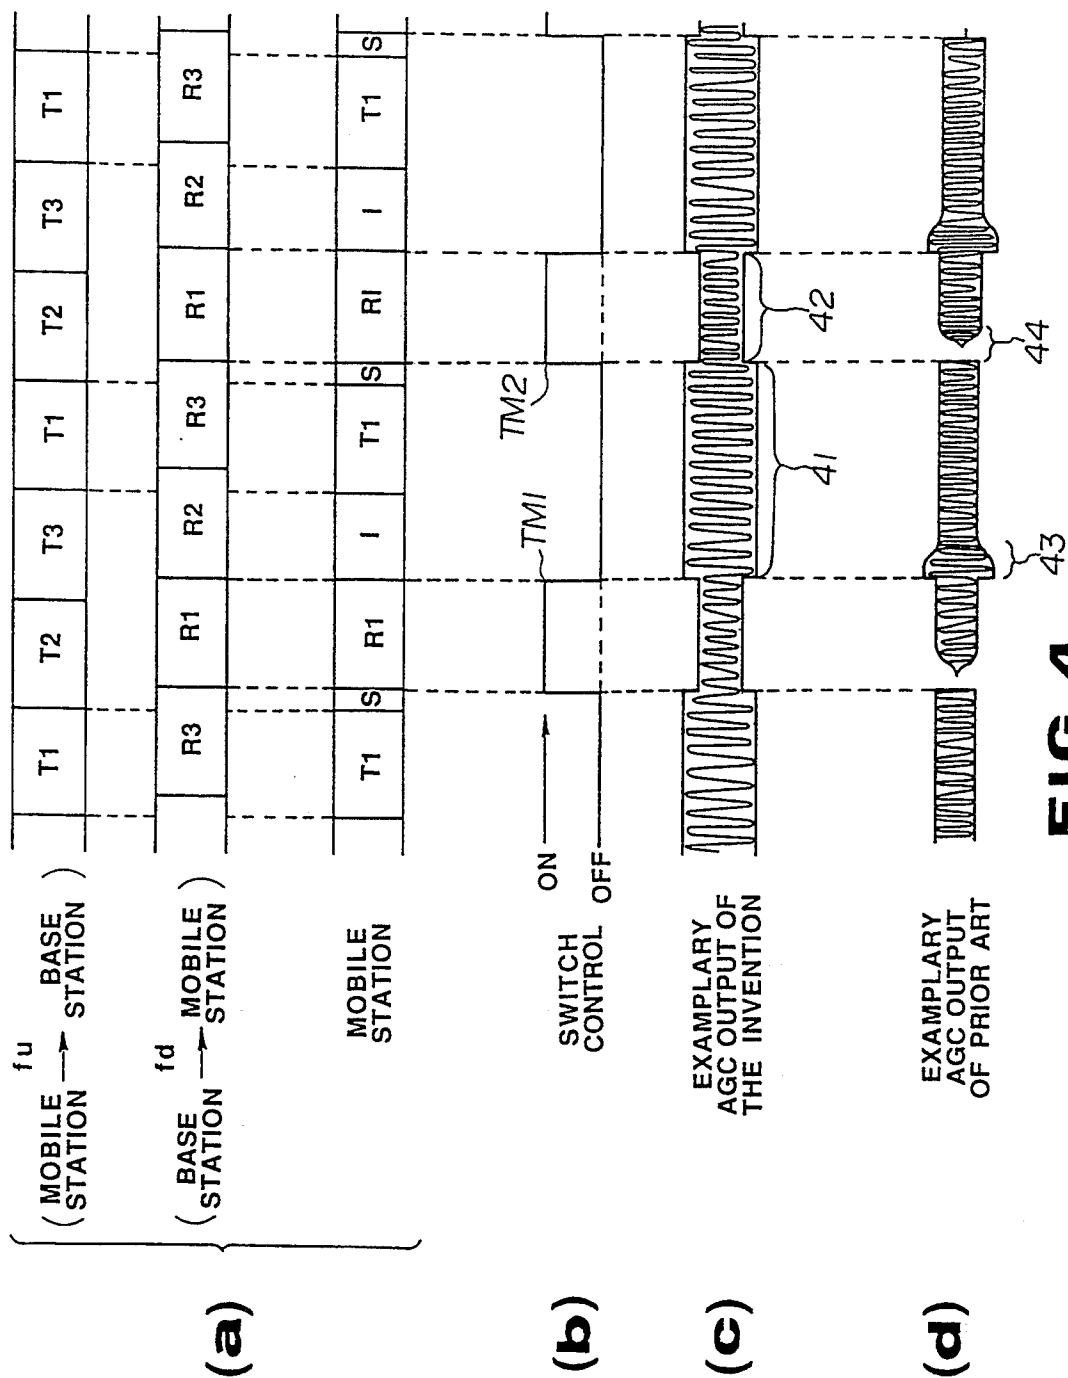 (a)
fu
(MOBILE STATION → BASE STATION)
T1 T2 T3 T1 T2 T3 T1
fd
(BASE STATION → MOBILE STATION)
R3 R1 R2 R3 R1 R2 R3
MOBILE
STATION
T1 S R1 I T1 S RI I T1 S
(b)
SWITCH
CONTROL
ON
OFF
TM1
TM2
(c)
EXAMPLARY
AGC OUTPUT OF
THE INVENTION
41
42
(d)
EXAMPLARY
AGC OUTPUT
OF PRIOR ART
43
44
FIG.4